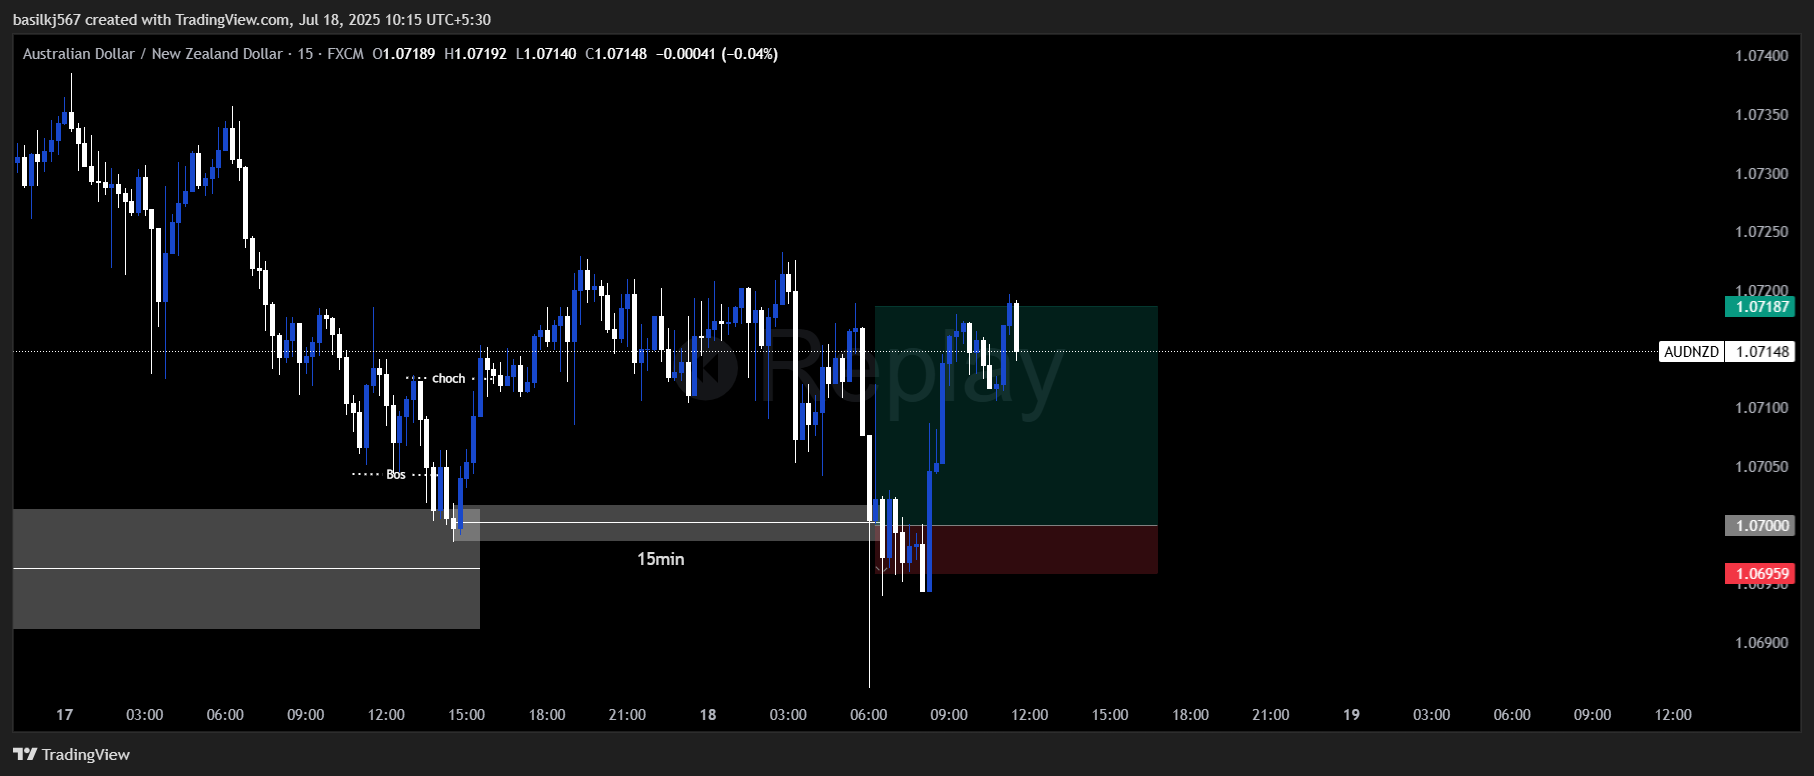 basilkj567 created with TradingView.com, Jul 18, 2025 10:15 UTC+5:30
Australian Dollar / New Zealand Dollar · 15 · FXCM O1.07189 H1.07192 L1.07140 C1.07148 −0.00041 (−0.04%)
1.07400
1.07350
1.07300
1.07250
1.07200
1.07187
AUDNZD 1.07148
Replay
choch
1.07100
Bos
1.07050
1.07000
15min
1.06959
1.06950
1.06900
17 03:00 06:00 09:00 12:00 15:00 18:00 21:00 18 03:00 06:00 09:00 12:00 15:00 18:00 21:00 19 03:00 06:00 09:00 12:00
TradingView